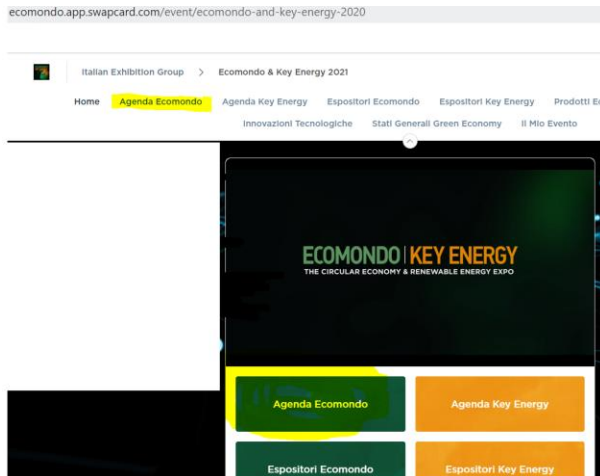 ecomondo.app.swapcard.com/event/ecomondo-and-key-energy-2020
Italian Exhibition Group > Ecomondo & Key Energy 2021
Home Agenda Ecomondo Agenda Key Energy Espositori Ecomondo Espositori Key Energy Prodotti E
Innovazioni Tecnologiche Stati Generali Green Economy Il Mio Evento
ECOMONDO | KEY ENERGY
THE CIRCULAR ECONOMY & RENEWABLE ENERGY EXPO
Agenda Ecomondo Agenda Key Energy
Espositori Ecomondo Espositori Key Energy